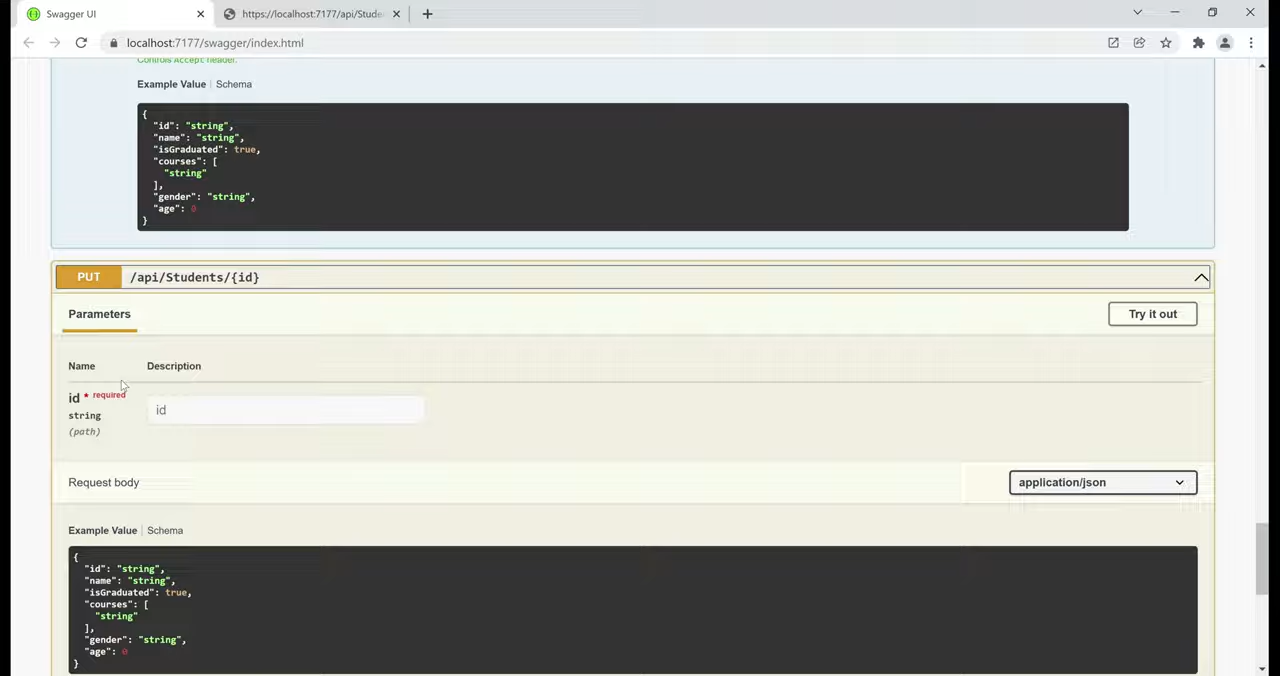 Swagger UI
https://localhost:7177/api/Stude
localhost:7177/swagger/index.html
Controls Accept header.
Example Value | Schema
{
"id": "string",
"name": "string",
"isGraduated": true,
"courses": [
"string"
],
"gender": "string",
"age": 0
}
PUT /api/Students/{id}
Parameters
Try it out
Name Description
id * required
string
(path)
id
Request body
application/json
Example Value | Schema
{
"id": "string",
"name": "string",
"isGraduated": true,
"courses": [
"string"
],
"gender": "string",
"age": 0
}